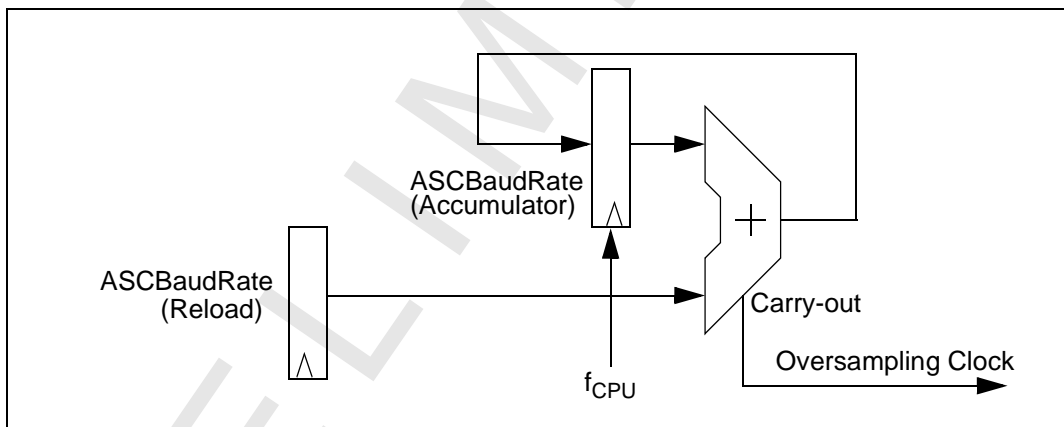 ASCBaudRate
(Accumulator)
+
ASCBaudRate
(Reload)
Carry-out
Oversampling Clock
fCPU